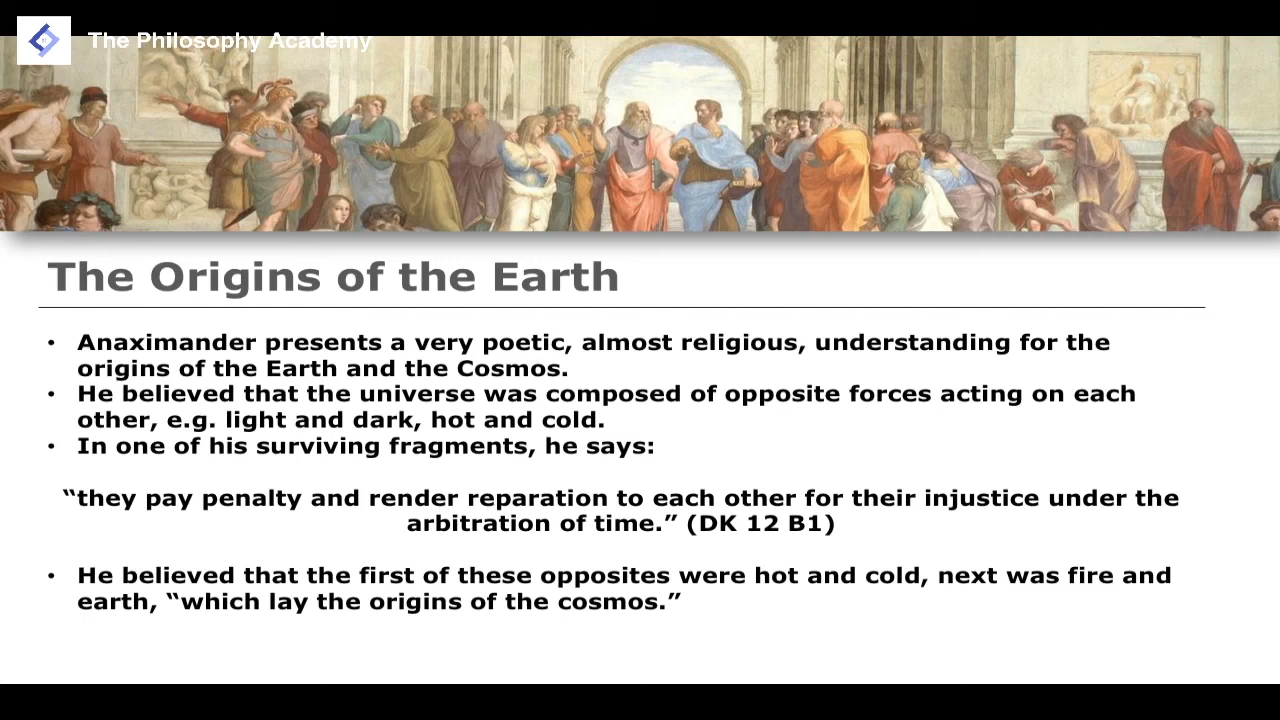 The Philosophy Academy
The Origins of the Earth
• Anaximander presents a very poetic, almost religious, understanding for the
origins of the Earth and the Cosmos.
• He believed that the universe was composed of opposite forces acting on each
other, e.g. light and dark, hot and cold.
• In one of his surviving fragments, he says:
“they pay penalty and render reparation to each other for their injustice under the
arbitration of time.” (DK 12 B1)
• He believed that the first of these opposites were hot and cold, next was fire and
earth, “which lay the origins of the cosmos.”